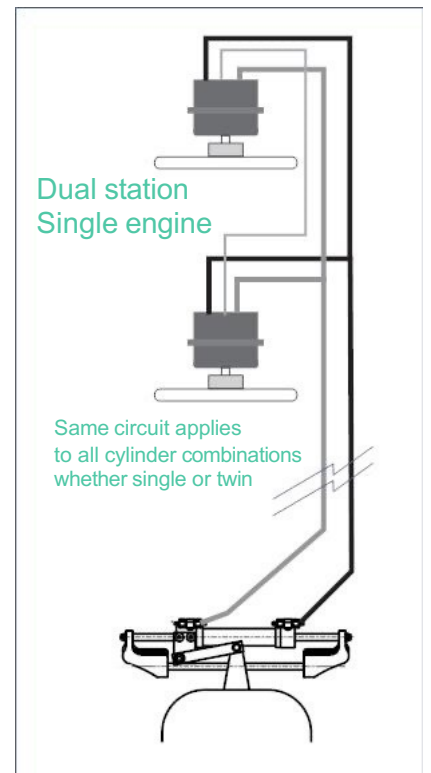 Dual station
Single engine
Same circuit applies
to all cylinder combinations
whether single or twin